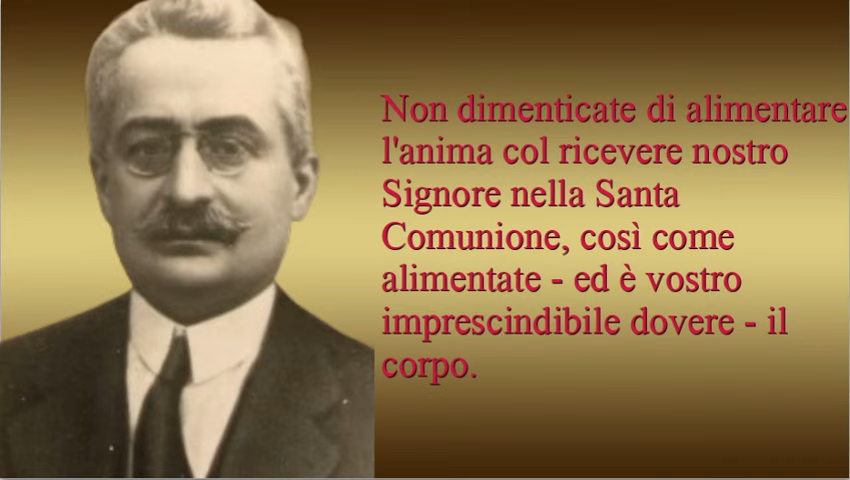 Non dimenticate di alimentare
l'anima col ricevere nostro
Signore nella Santa
Comunione, così come
alimentate - ed è vostro
imprescindibile dovere - il
corpo.